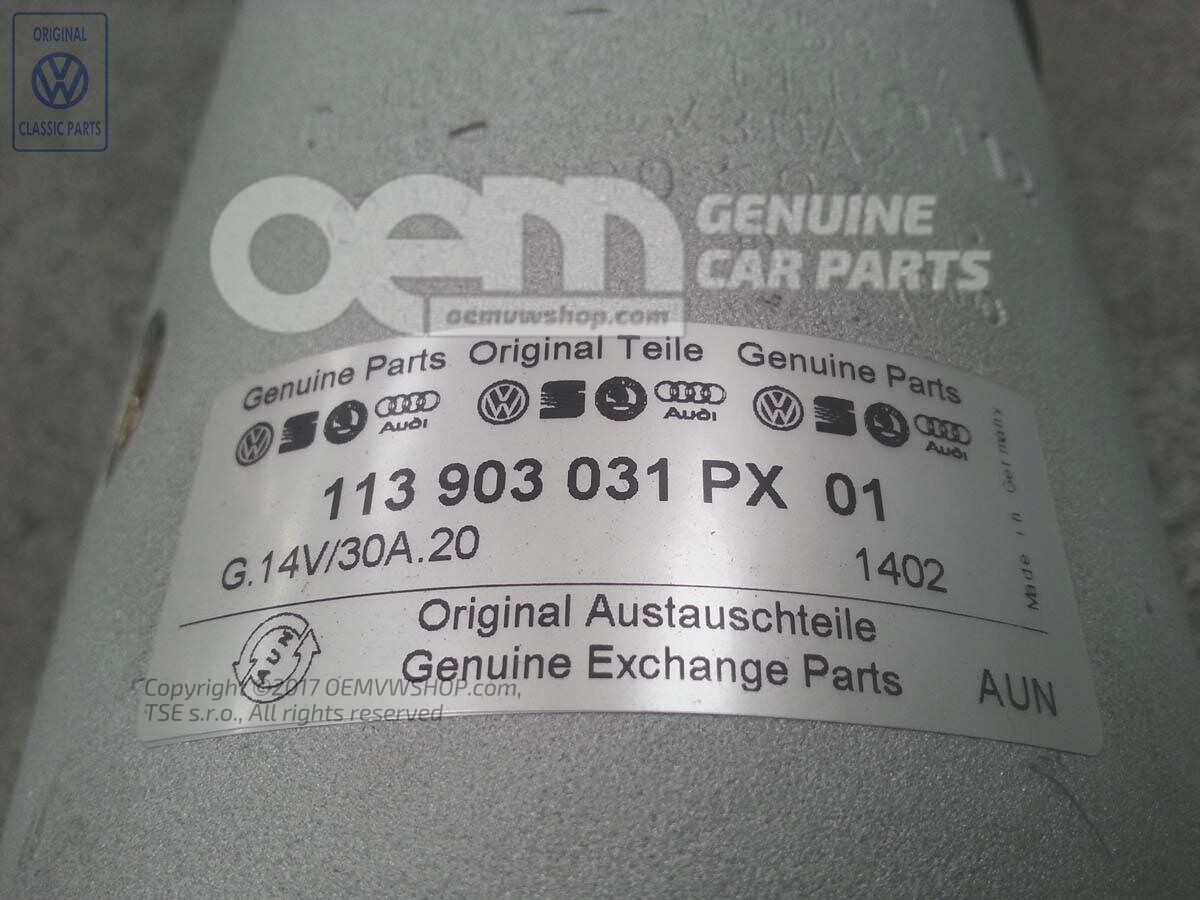 ORIGINAL
CLASSIC PARTS
30A
oem GENUINE
CAR PARTS
oemvwshop.com
Genuine Parts Original Teile Genuine Parts
Audi Audi Audi
113 903 031 PX 01
G.14V/30A.20 1402
Made in Germany
Original Austauschteile
AUN
Genuine Exchange Parts
AUN
Copyright ©2017 OEMVWSHOP.com,
TSE s.r.o., All rights reserved